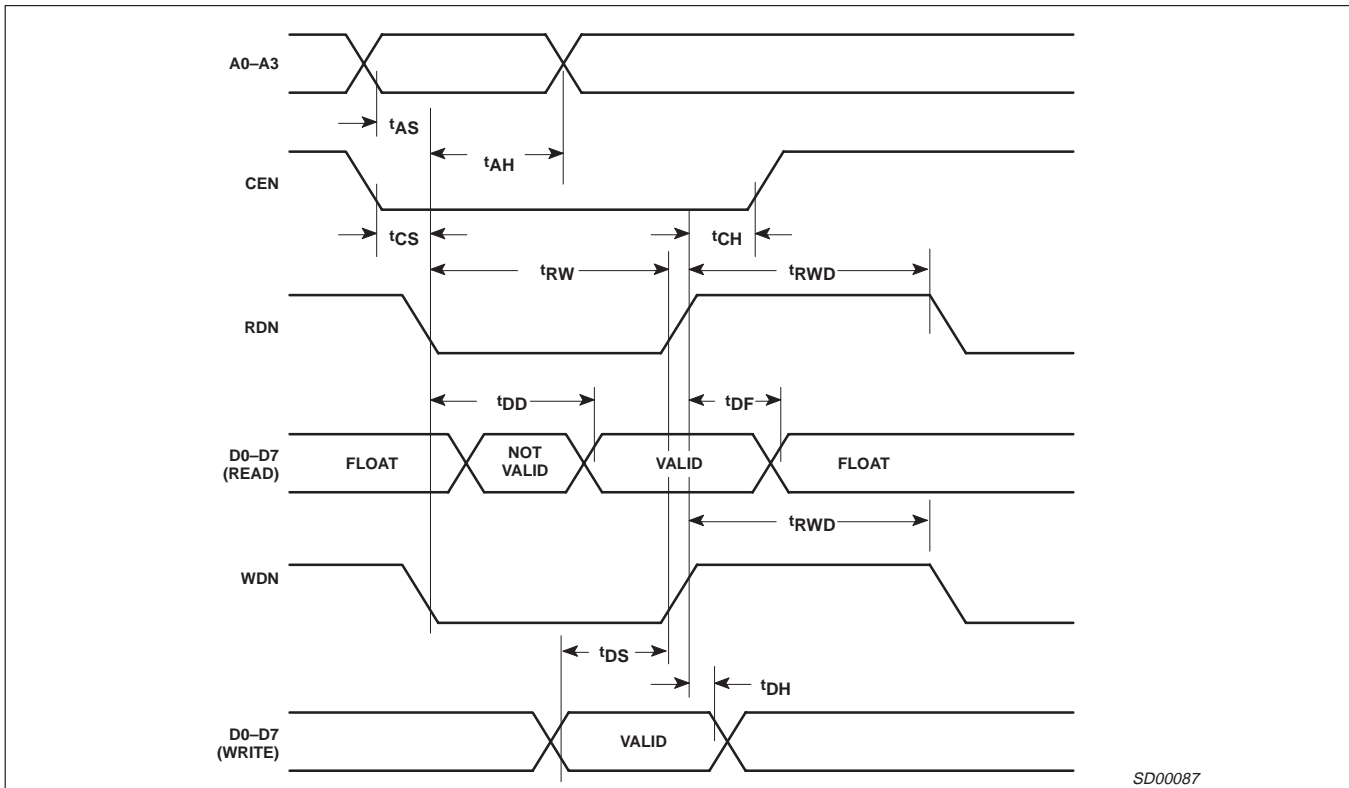 A0–A3
tAS
tAH
CEN
tCS
tCH
tRW
tRWD
RDN
tDD
tDF
D0–D7
(READ)
FLOAT
NOT
VALID
VALID
FLOAT
tRWD
WDN
tDS
tDH
D0–D7
(WRITE)
VALID
SD00087